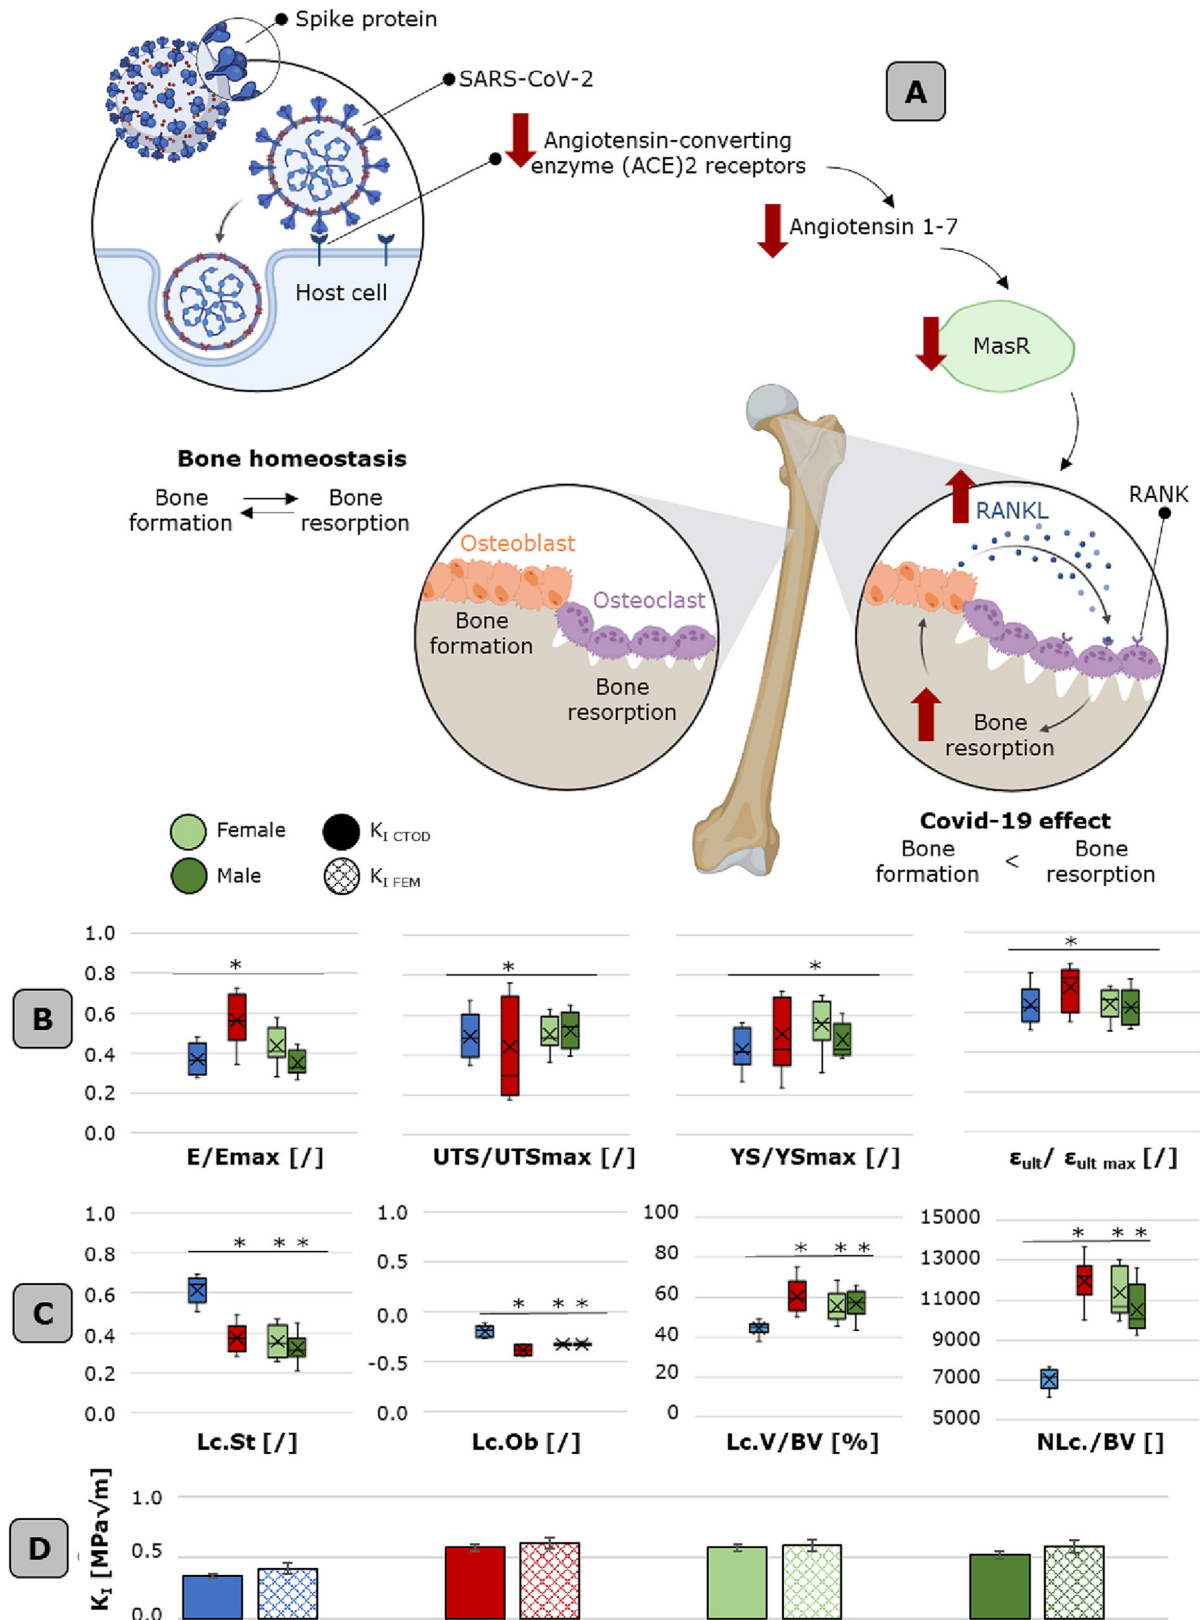 Spike protein
A
SARS-CoV-2
Angiotensin-converting
enzyme (ACE)2 receptors
Angiotensin 1-7
Host cell
MasR
Bone homeostasis
Bone
formation
Bone
resorption
RANK
RANKL
Osteoblast
Osteoclast
Bone
formation
Bone
resorption
Bone
resorption
Covid-19 effect
Bone
formation
<
Bone
resorption
Female
Male
K I CTOD
K I FEM
B
1.0
0.8
0.6
0.4
0.2
0.0
*
*
*
*
E/Emax [/]
UTS/UTSmax [/]
YS/YSmax [/]
εult/ εult max [/]
C
1.0
0.8
0.6
0.4
0.2
0.0
* * *
Lc.St [/]
1.0
0.5
0.0
-0.5
-1.0
* * *
Lc.Ob [/]
100
80
60
40
20
0
* * *
Lc.V/BV [%]
15000
13000
11000
9000
7000
5000
* * *
NLc./BV []
D
KI [MPa√m]
1.0
0.5
0.0